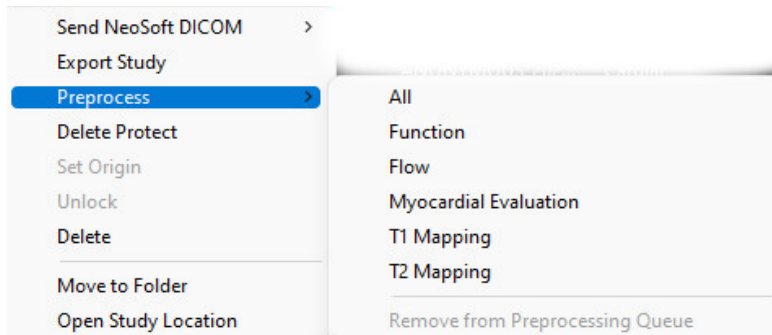 Send NeoSoft DICOM >
Export Study
Preprocess >
Delete Protect
Set Origin
Unlock
Delete
Move to Folder
Open Study Location
All
Function
Flow
Myocardial Evaluation
T1 Mapping
T2 Mapping
Remove from Preprocessing Queue